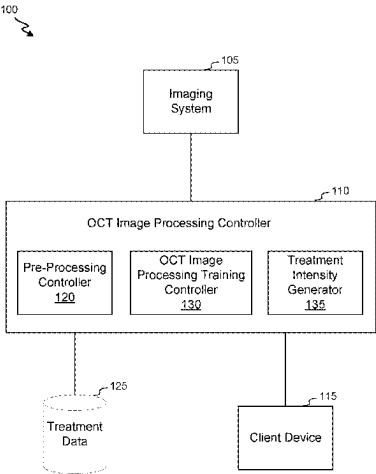 100
105
Imaging
System
110
OCT Image Processing Controller
Pre-Processing
Controller
120
OCT Image
Processing Training
Controller
130
Treatment
Intensity
Generator
135
125
Treatment
Data
115
Client Device